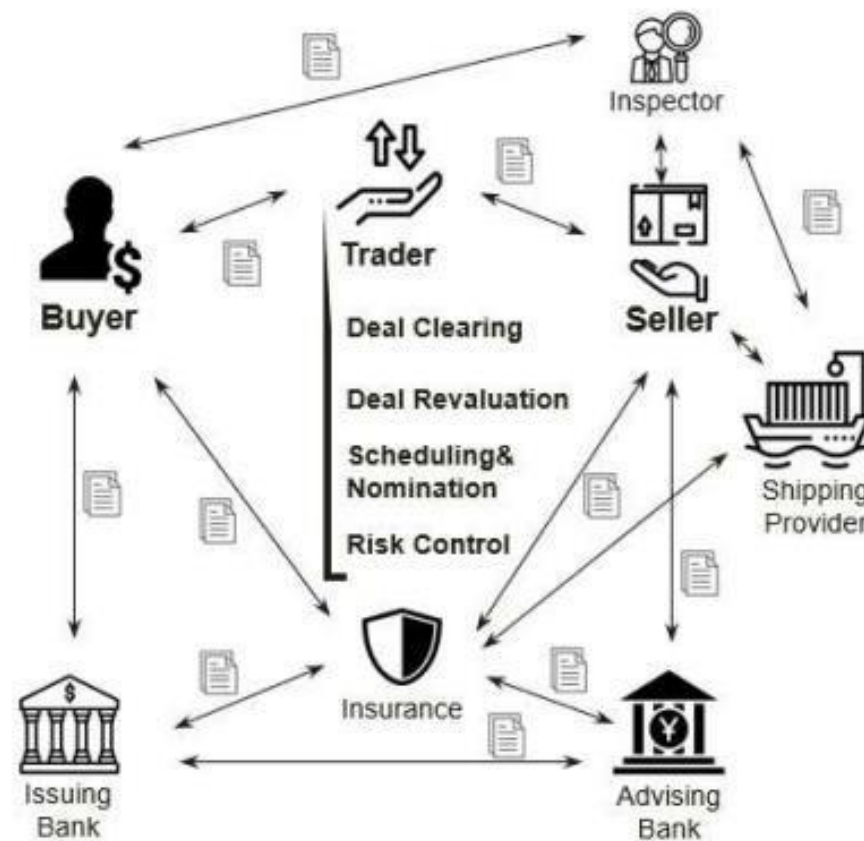 Inspector
$
Buyer
Trader
Deal Clearing
Deal Revaluation
Scheduling&
Nomination
Risk Control
Seller
Shipping
Provider
Insurance
$
Issuing
Bank
¥
Advising
Bank